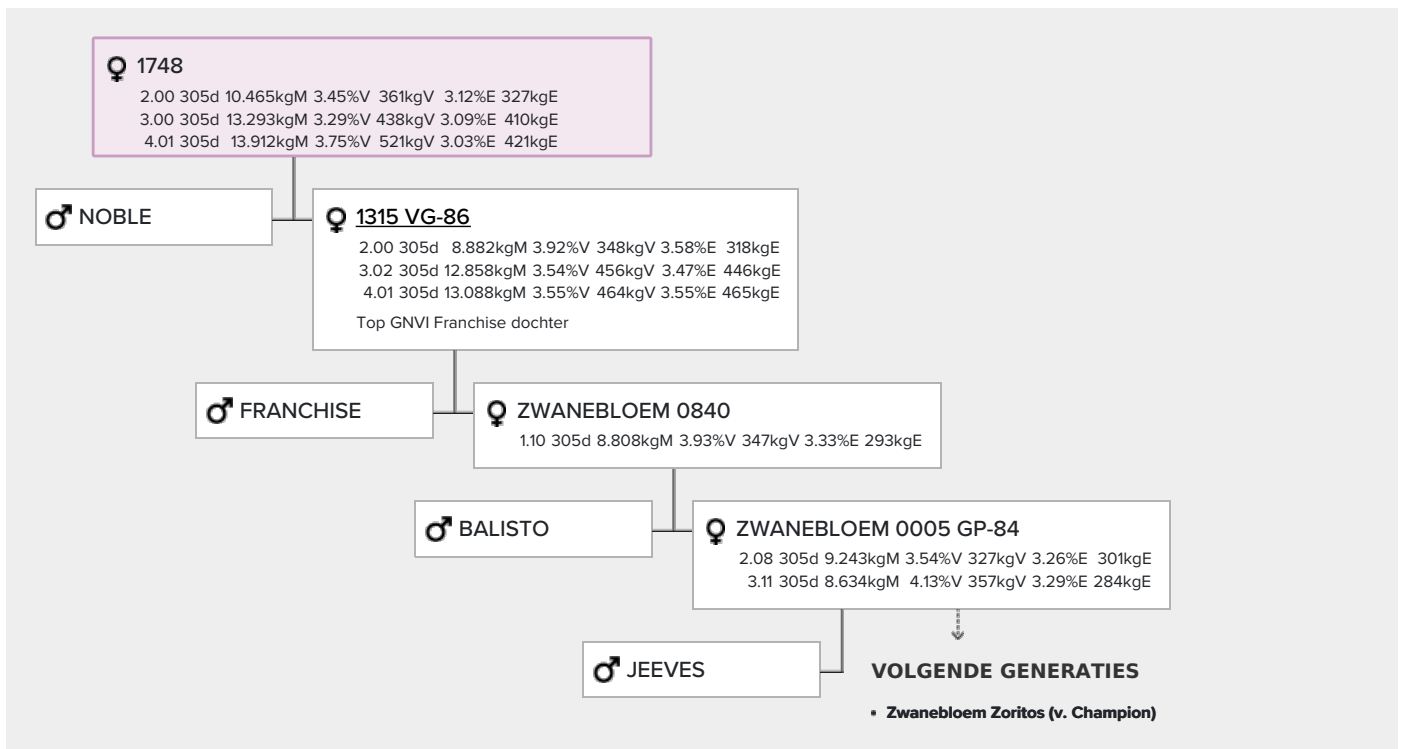 1748
2.00 305d 10.465kgM 3.45%V 361kgV 3.12%E 327kgE
3.00 305d 13.293kgM 3.29%V 438kgV 3.09%E 410kgE
4.01 305d 13.912kgM 3.75%V 521kgV 3.03%E 421kgE
NOBLE
1315 VG-86
2.00 305d 8.882kgM 3.92%V 348kgV 3.58%E 318kgE
3.02 305d 12.858kgM 3.54%V 456kgV 3.47%E 446kgE
4.01 305d 13.088kgM 3.55%V 464kgV 3.55%E 465kgE
Top GNVI Franchise dochter
FRANCHISE
ZWANEBLOEM 0840
1.10 305d 8.808kgM 3.93%V 347kgV 3.33%E 293kgE
BALISTO
ZWANEBLOEM 0005 GP-84
2.08 305d 9.243kgM 3.54%V 327kgV 3.26%E 301kgE
3.11 305d 8.634kgM 4.13%V 357kgV 3.29%E 284kgE
JEEVES
VOLGENDE GENERATIES
• Zwanebloem Zoritos (v. Champion)